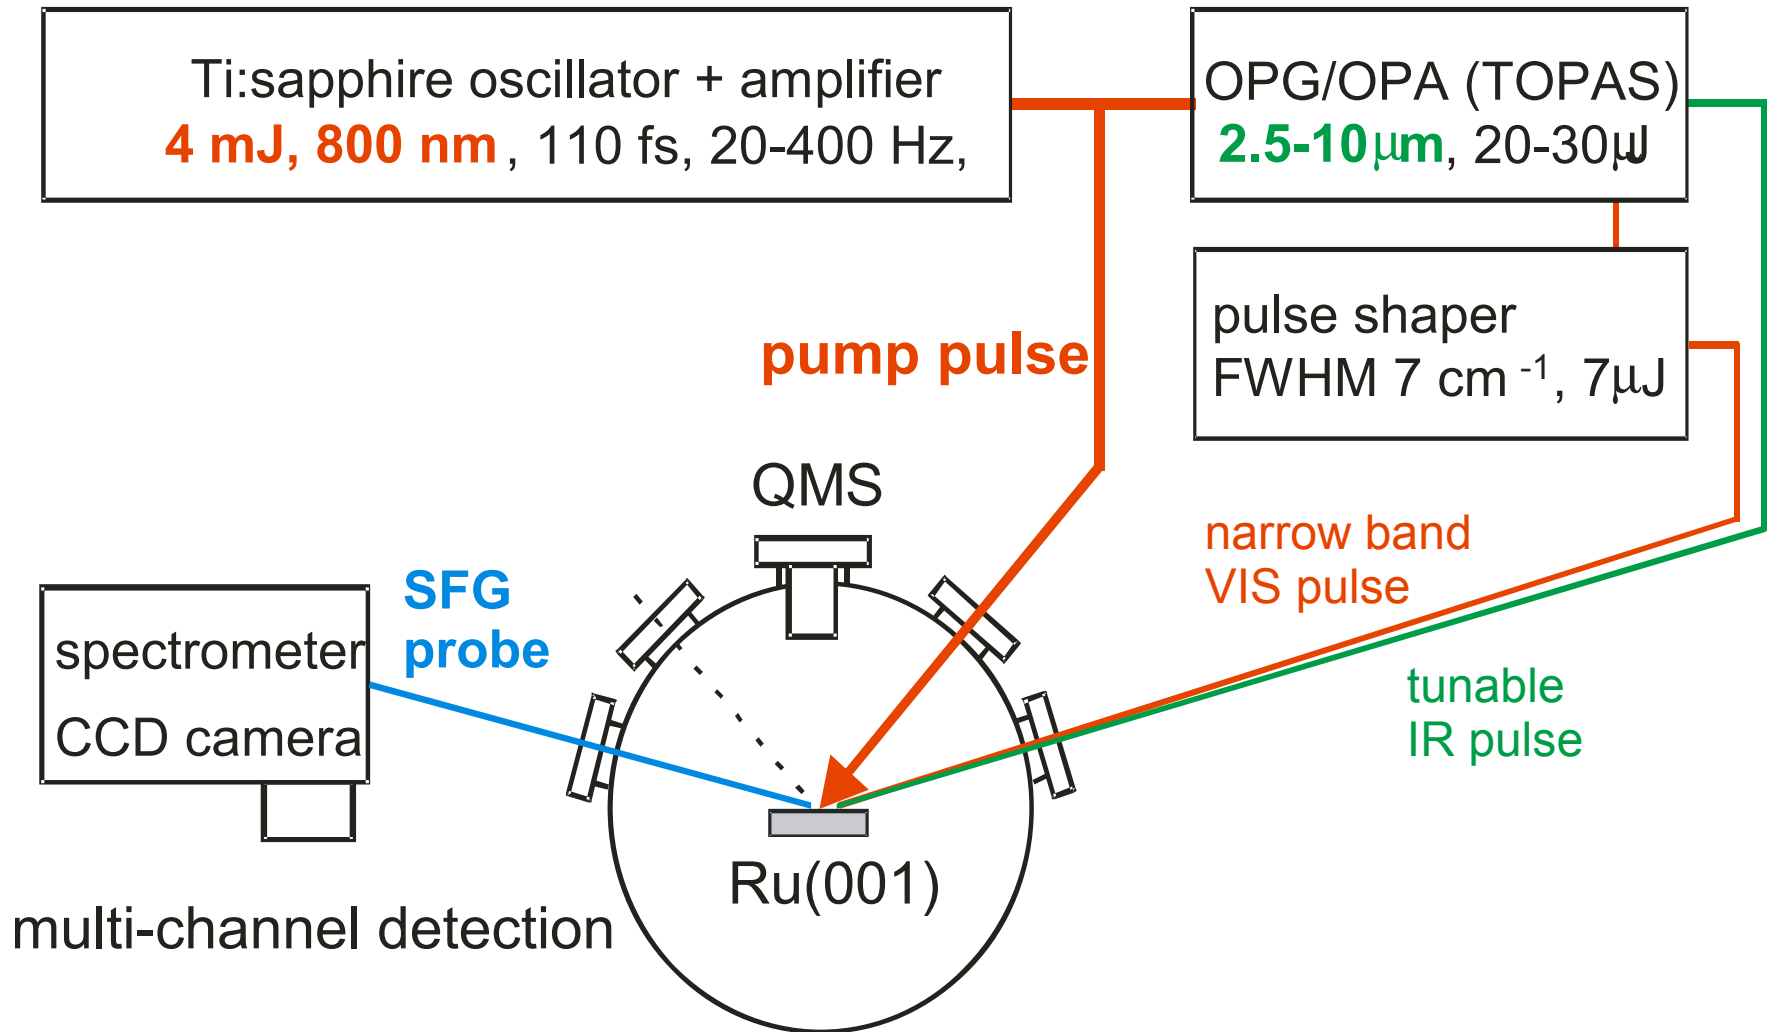 Ti:sapphire oscillator + amplifier
4 mJ, 800 nm , 110 fs, 20-400 Hz,
OPG/OPA (TOPAS)
2.5-10μm, 20-30μJ
pulse shaper
FWHM 7 cm -1, 7μJ
pump pulse
QMS
narrow band
VIS pulse
SFG
probe
spectrometer
CCD camera
tunable
IR pulse
Ru(001)
multi-channel detection